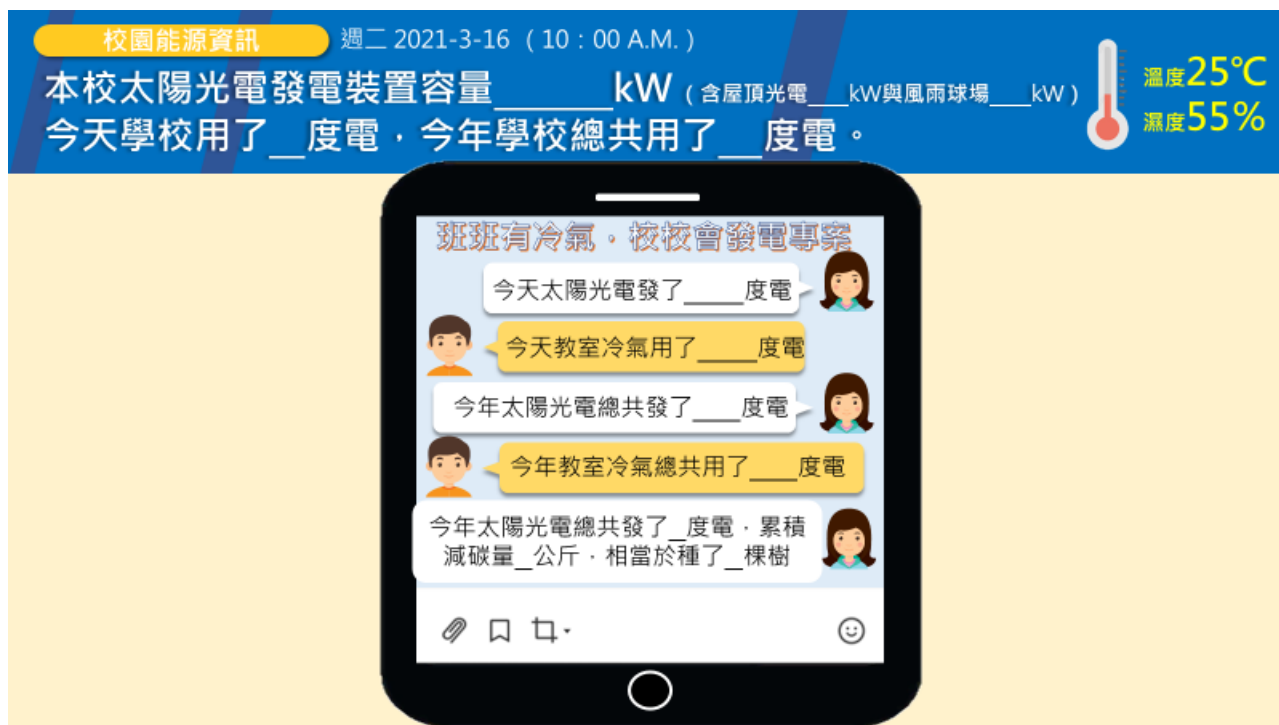 校園能源資訊 週二 2021-3-16 （10：00 A.M.）
本校太陽光電發電裝置容量______kW（含屋頂光電___kW與風雨球場___kW）
今天學校用了__度電，今年學校總共用了__度電。
溫度25℃
濕度55%
班班有冷氣，校校會發電專案
今天太陽光電發了_____度電
今天教室冷氣用了_____度電
今年太陽光電總共發了____度電
今年教室冷氣總共用了____度電
今年太陽光電總共發了_度電，累積
減碳量_公斤，相當於種了_棵樹